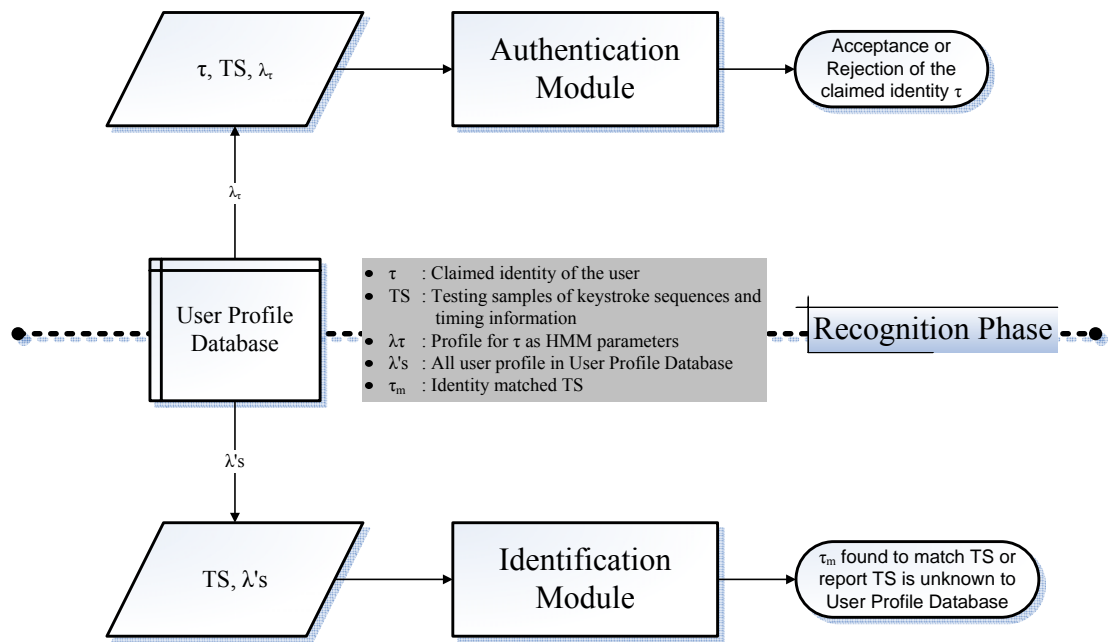 τ, TS, λτ
Authentication
Module
Acceptance or
Rejection of the
claimed identity τ
λτ
User Profile
Database
• τ : Claimed identity of the user
• TS : Testing samples of keystroke sequences and
timing information
• λτ : Profile for τ as HMM parameters
• λ's : All user profile in User Profile Database
• τm : Identity matched TS
Recognition Phase
λ's
TS, λ's
Identification
Module
τm found to match TS or
report TS is unknown to
User Profile Database